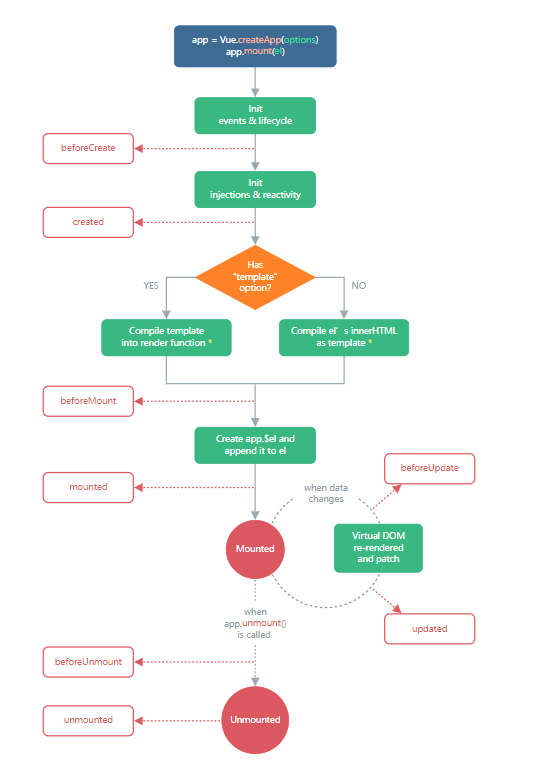 app = Vue.createApp(options)
app.mount(el)
Init
events & lifecycle
beforeCreate
Init
injections & reactivity
created
Has
“template”
option?
YES
NO
Compile template
into render function *
Compile el’s innerHTML
as template *
beforeMount
Create app.$el and
append it to el
mounted
beforeUpdate
when data
changes
Mounted
Virtual DOM
re-rendered
and patch
when
app.unmount()
is called
updated
beforeUnmount
unmounted
Unmounted